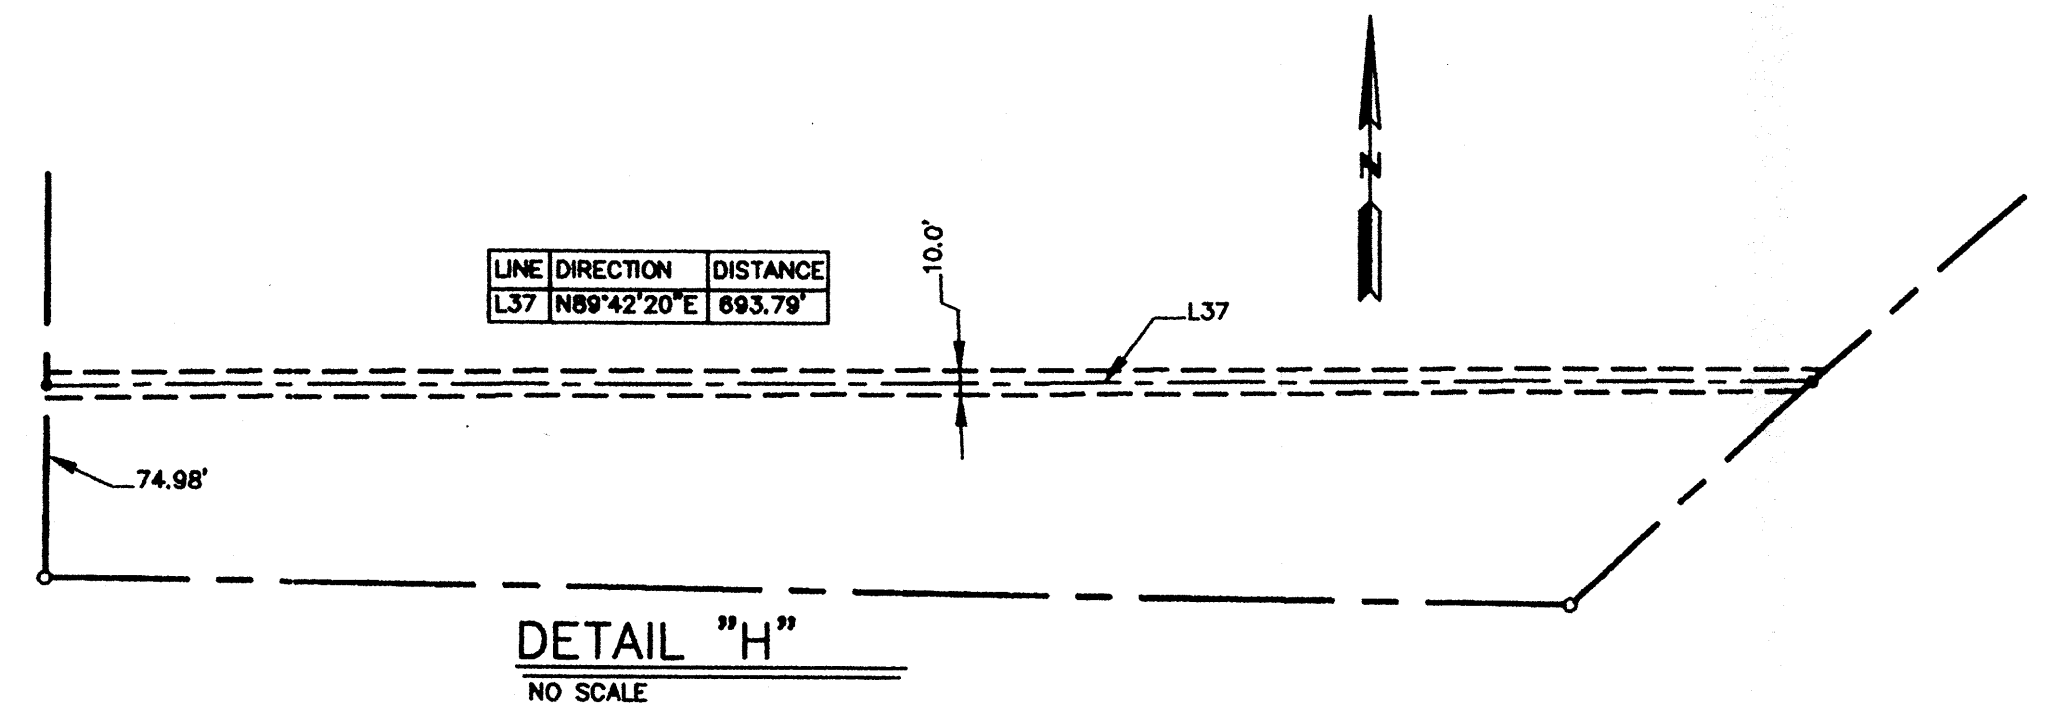 N
10.0'
LINE DIRECTION DISTANCE
L37 N89°42'20"E 693.79'
L37
74.98'
DETAIL "H"
NO SCALE